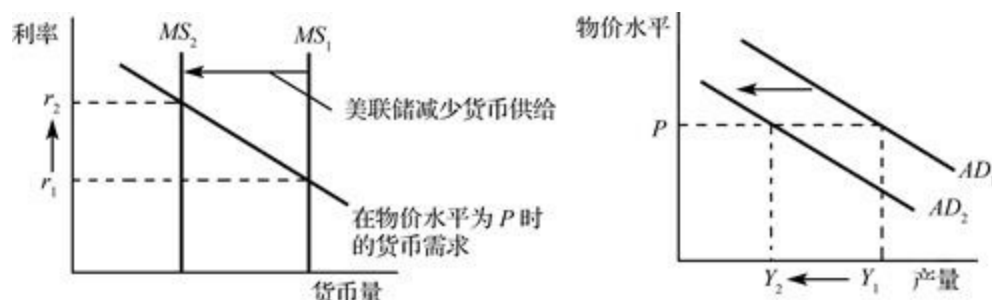 利率
MS₂
MS₁
r₂
美联储减少货币供给
r₁
在物价水平为 P 时
的货币需求
货币量
物价水平
P
AD
AD₂
Y₂
Y₁
产量